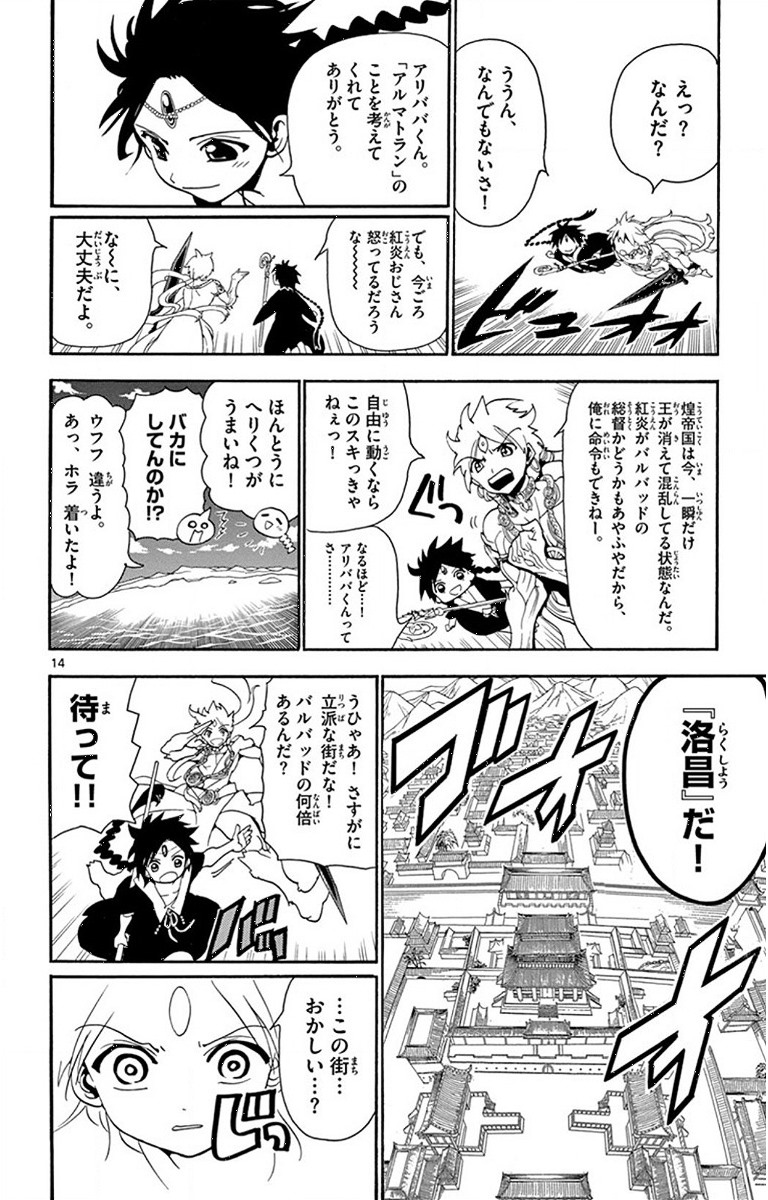 えっ？
なんだ？
ううん、
なんでもないさ！
ビュオオ
アリババくん。
「アルマトラン」の
ことを考えて
くれて
ありがとう。
でも、今ごろ
紅炎おじさん
怒ってるだろう
な～～～
な～～に、
大丈夫だよ。
煌帝国は今、一瞬だけ
王が消えて混乱してる状態なんだ。
紅炎がバルバッドの
総督かどうかもあやふやだから、
俺に命令もできねー。
自由に動くなら
このスキっきゃ
ねぇっ！
なるほど……！
アリババくんって
さ…………
ほんとうに
へりくつが
うまいね！
バカに
してんのか!?
ウフフ 違うよ。
あっ、ホラ 着いたよ！
14
『洛昌』だ！
ブオオッ
うひゃあ！ さすがに
立派な街だな！
バルバッドの何倍
あるんだ？
待って!!
バッ
…この街…
おかしい…？
じっ